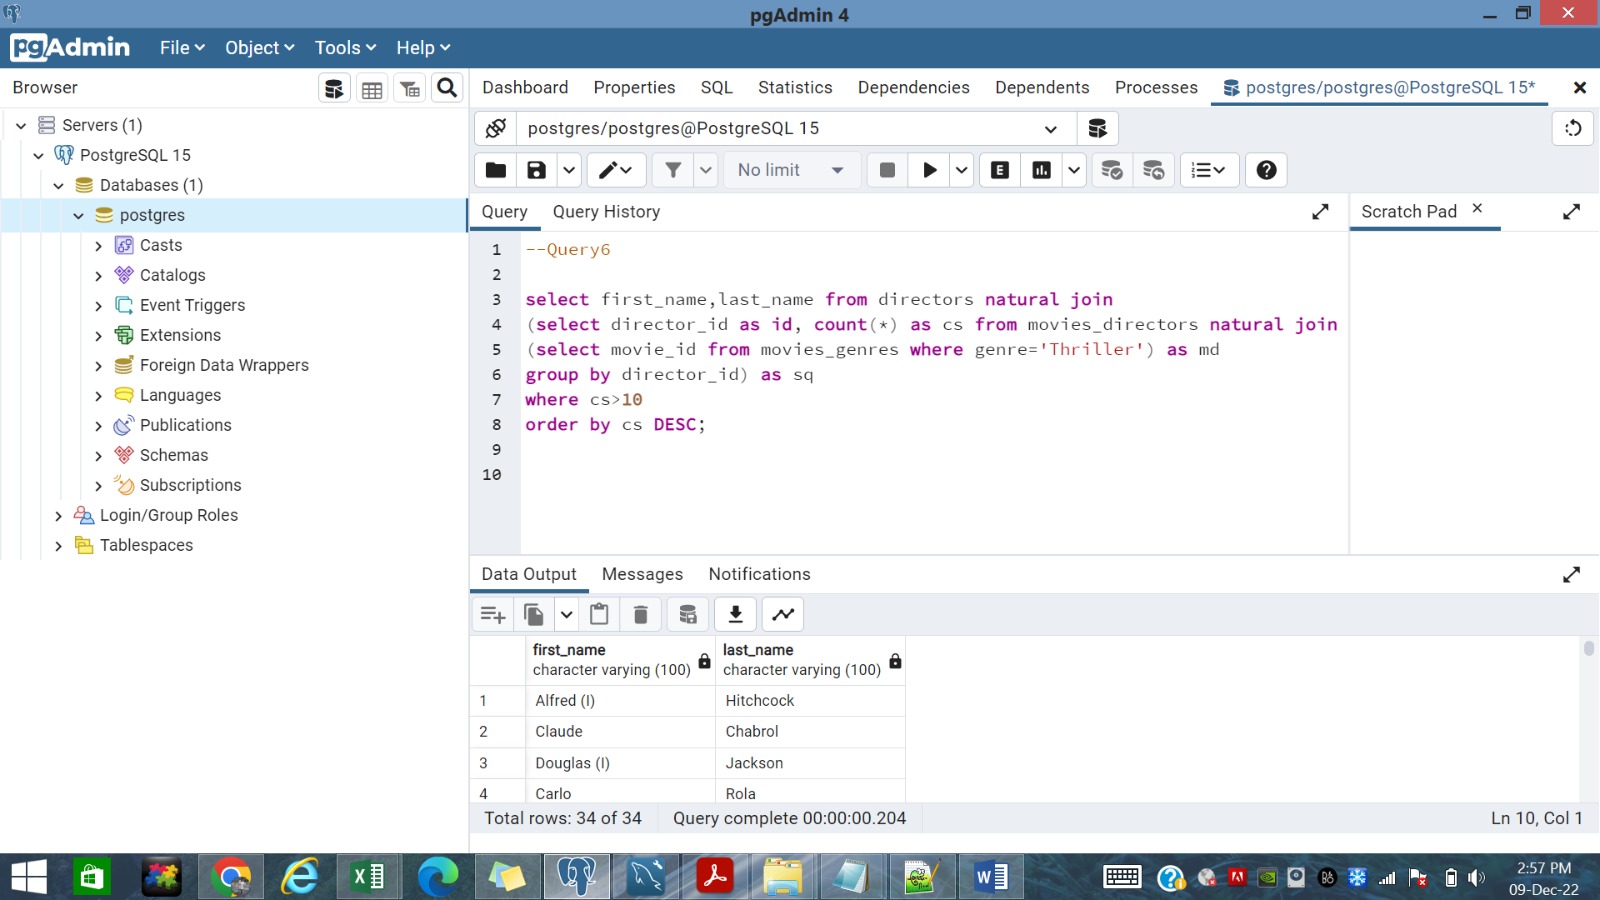 pgAdmin 4
pgAdmin File Object Tools Help
Browser
Dashboard Properties SQL Statistics Dependencies Dependents Processes postgres/postgres@PostgreSQL 15*
Servers (1)
PostgreSQL 15
Databases (1)
postgres
Casts
Catalogs
Event Triggers
Extensions
Foreign Data Wrappers
Languages
Publications
Schemas
Subscriptions
Login/Group Roles
Tablespaces
postgres/postgres@PostgreSQL 15
No limit E
Query Query History
Scratch Pad
1 --Query6
2
3 select first_name,last_name from directors natural join
4 (select director_id as id, count(*) as cs from movies_directors natural join
5 (select movie_id from movies_genres where genre='Thriller') as md
6 group by director_id) as sq
7 where cs>10
8 order by cs DESC;
9
10
Data Output Messages Notifications
first_name last_name
character varying (100) character varying (100)
1 Alfred (I) Hitchcock
2 Claude Chabrol
3 Douglas (I) Jackson
4 Carlo Rola
Total rows: 34 of 34 Query complete 00:00:00.204 Ln 10, Col 1
2:57 PM
09-Dec-22